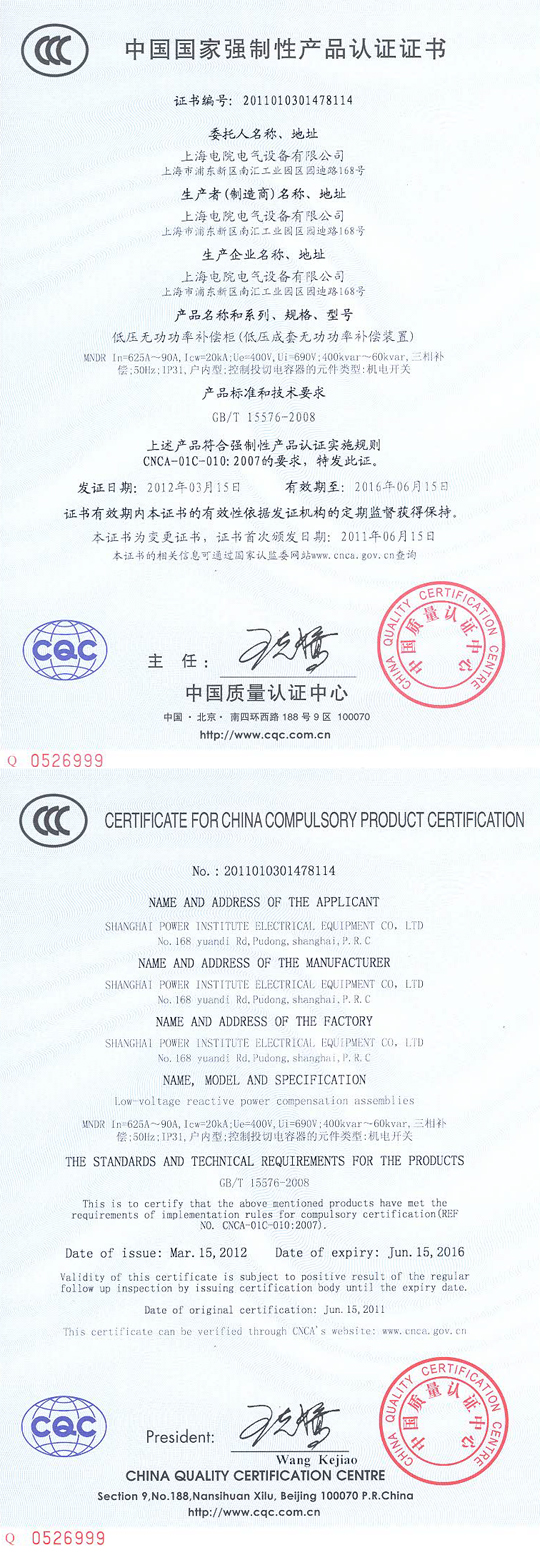 中国国家强制性产品认证证书
证书编号: 2011010301478114
委托人名称、地址
上海电院电气设备有限公司
上海市浦东新区南汇工业园区园迪路168号
生产者(制造商)名称、地址
上海电院电气设备有限公司
上海市浦东新区南汇工业园区园迪路168号
生产企业名称、地址
上海电院电气设备有限公司
上海市浦东新区南汇工业园区园迪路168号
产品名称和系列、规格、型号
低压无功功率补偿柜(低压成套无功功率补偿装置)
MNDR In=625A～90A, Icw=20kA;Ue=400V, Ui=690V;400kvar～60kvar,三相补
偿;50Hz;IP31,户内型;控制投切电容器的元件类型:机电开关
产品标准和技术要求
GB/T 15576-2008
上述产品符合强制性产品认证实施规则
CNCA-01C-010:2007的要求, 特发此证。
发证日期: 2012年03月15日 有效期至: 2016年06月15日
证书有效期内本证书的有效性依据发证机构的定期监督获得保持。
本证书为变更证书, 证书首次颁发日期: 2011年06月15日
本证书的相关信息可通过国家认监委网站www.cnca.gov.cn查询
CQC
主 任:
CHINA QUALITY CERTIFICATION CENTRE
中国质量认证中心
中国质量认证中心
中国・北京・南四环西路 188 号 9 区 100070
http://www.cqc.com.cn
Q 0526999
CERTIFICATE FOR CHINA COMPULSORY PRODUCT CERTIFICATION
No.: 2011010301478114
NAME AND ADDRESS OF THE APPLICANT
SHANGHAI POWER INSTITUTE ELECTRICAL EQUIPMENT CO. LTD
No.168 yuandi Rd,Pudong,shanghai,P.R.C
NAME AND ADDRESS OF THE MANUFACTURER
SHANGHAI POWER INSTITUTE ELECTRICAL EQUIPMENT CO. LTD
No.168 yuandi Rd,Pudong,shanghai,P.R.C
NAME AND ADDRESS OF THE FACTORY
SHANGHAI POWER INSTITUTE ELECTRICAL EQUIPMENT CO. LTD
No.168 yuandi Rd,Pudong,shanghai,P.R.C
NAME, MODEL AND SPECIFICATION
Low-voltage reactive power compensation assemblies
MNDR In=625A～90A, Icw=20kA;Ue=400V, Ui=690V;400kvar～60kvar,三相补
偿;50Hz;IP31,户内型;控制投切电容器的元件类型:机电开关
THE STANDARDS AND TECHNICAL REQUIREMENTS FOR THE PRODUCTS
GB/T 15576-2008
This is to certify that the above mentioned products have met the
requirements of implementation rules for compulsory certification(REF
NO. CNCA-01C-010:2007).
Date of issue: Mar.15,2012 Date of expiry: Jun.15,2016
Validity of this certificate is subject to positive result of the regular
follow up inspection by issuing certification body until the expiry date.
Date of original certification: Jun.15,2011
This certificate can be verified through CNCA's website: www.cnca.gov.cn
CQC
President:
CHINA QUALITY CERTIFICATION CENTRE
中国质量认证中心
Wang Kejiao
CHINA QUALITY CERTIFICATION CENTRE
Section 9,No.188,Nansihuan Xilu, Beijing 100070 P.R.China
http://www.cqc.com.cn
Q 0526999